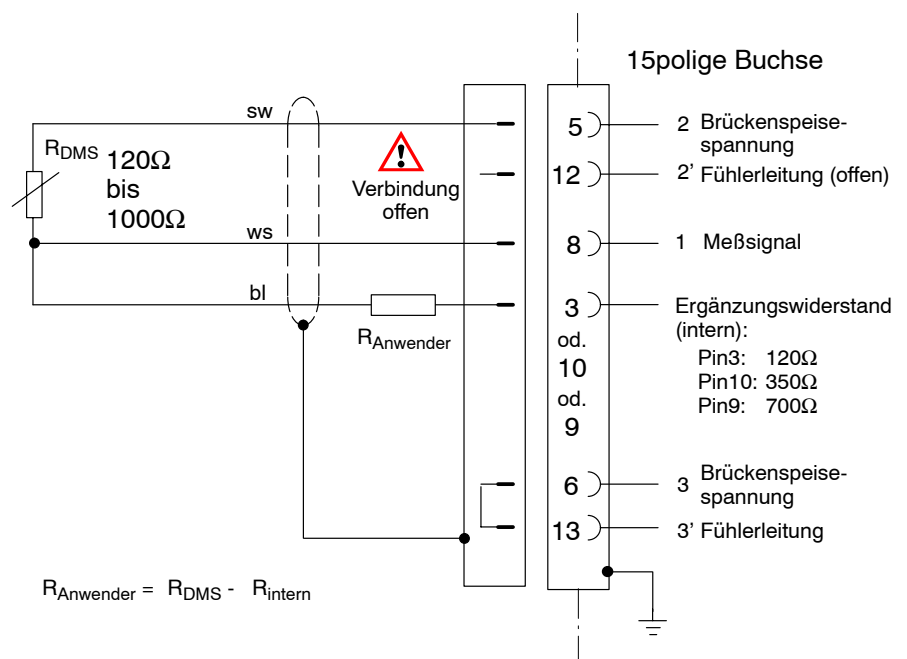 15polige Buchse
sw
R_DMS 120Ω
bis
1000Ω
Verbindung
offen
ws
bl
R_Anwender
5
2 Brückenspeise-
spannung
12
2' Fühlerleitung (offen)
8
1 Meßsignal
3
od.
10
od.
9
Ergänzungswiderstand
(intern):
Pin3: 120Ω
Pin10: 350Ω
Pin9: 700Ω
6
3 Brückenspeise-
spannung
13
3' Fühlerleitung
R_Anwender = R_DMS - R_intern